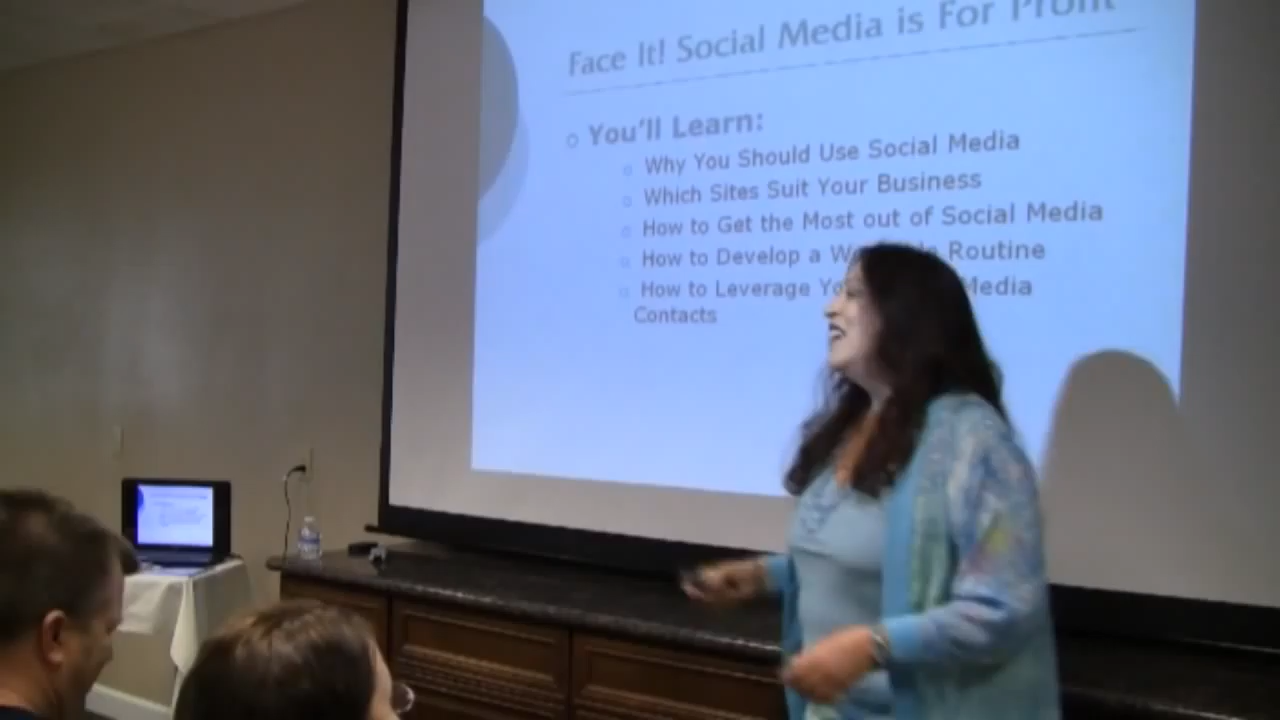 Face It! Social Media is For Profit
You'll Learn:
Why You Should Use Social Media
Which Sites Suit Your Business
How to Get the Most out of Social Media
How to Develop a Routine
How to Leverage Media
Contacts